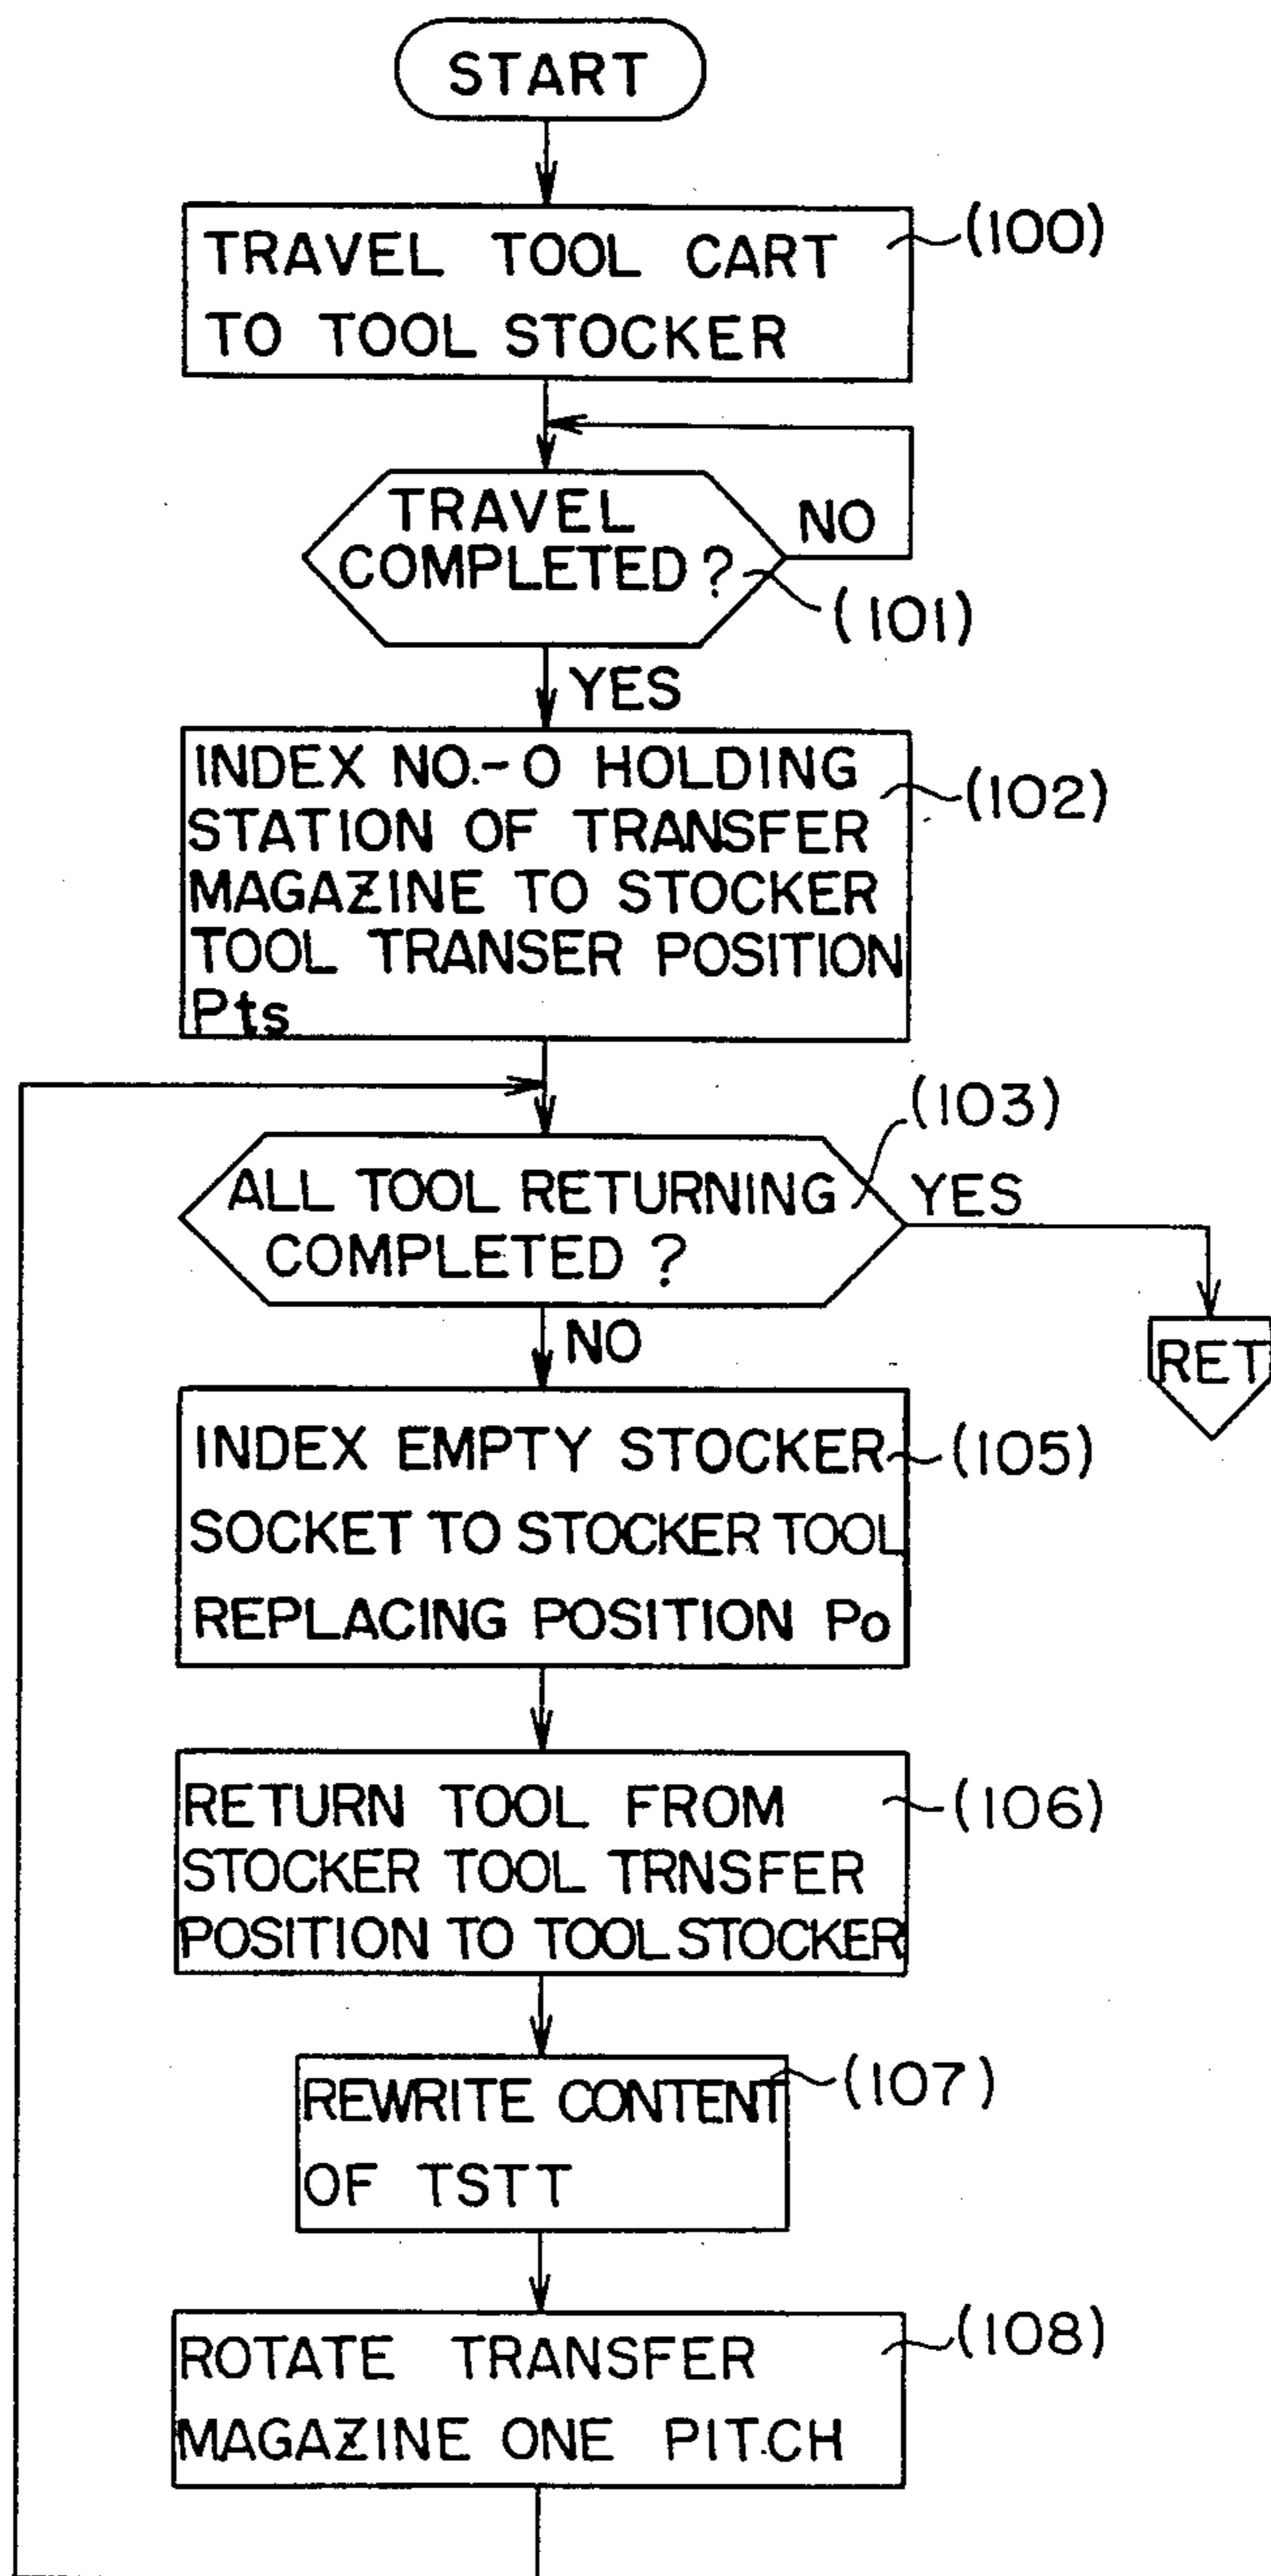 START
TRAVEL TOOL CART
TO TOOL STOCKER
(100)
TRAVEL
COMPLETED ?
NO
(101)
YES
INDEX NO.-0 HOLDING
STATION OF TRANSFER
MAGAZINE TO STOCKER
TOOL TRANSER POSITION
Pts
(102)
(103)
ALL TOOL RETURNING
COMPLETED ?
YES
NO
RET
INDEX EMPTY STOCKER
SOCKET TO STOCKER TOOL
REPLACING POSITION Po
(105)
RETURN TOOL FROM
STOCKER TOOL TRNSFER
POSITION TO TOOL STOCKER
(106)
REWRITE CONTENT
OF TSTT
(107)
ROTATE TRANSFER
MAGAZINE ONE PITCH
(108)